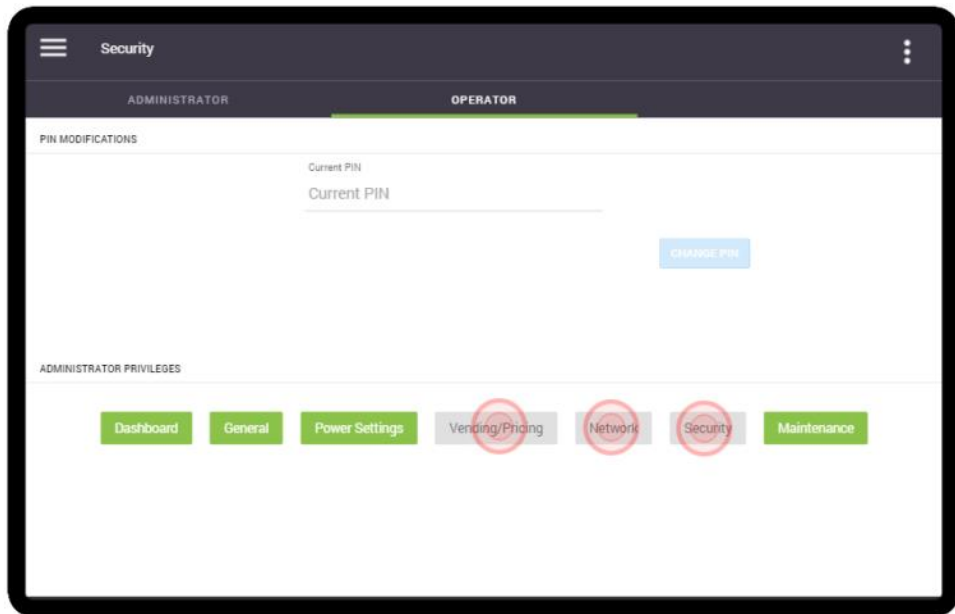 Security
ADMINISTRATOR OPERATOR
PIN MODIFICATIONS
Current PIN
Current PIN
CHANGE PIN
ADMINISTRATOR PRIVILEGES
Dashboard General Power Settings Vending/Pricing Network Security Maintenance